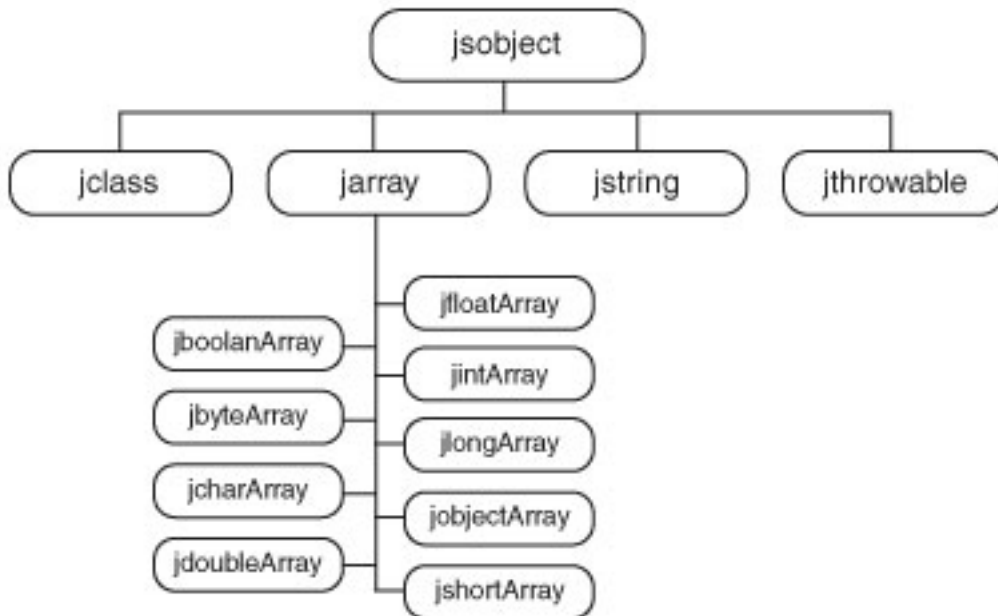 jsobject
jclass
jarray
jstring
jthrowable
jfloatArray
jboolanArray
jintArray
jbyteArray
jlongArray
jcharArray
jobjectArray
jdoubleArray
jshortArray